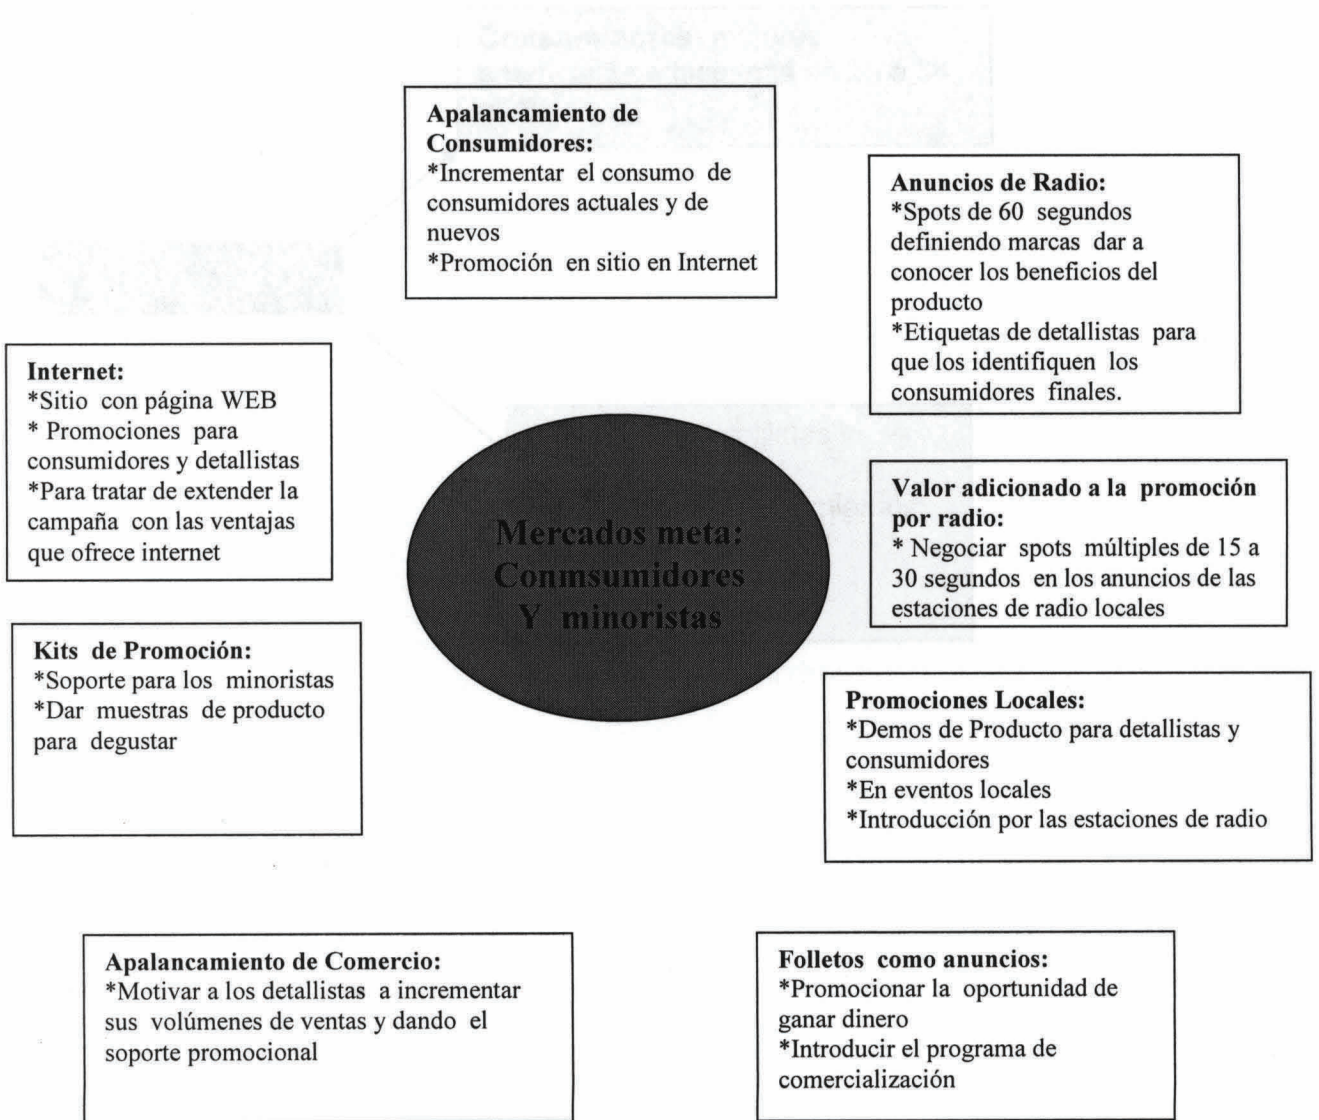 Apalancamiento de
Consumidores:
*Incrementar el consumo de
consumidores actuales y de
nuevos
*Promoción en sitio en Internet
Anuncios de Radio:
*Spots de 60 segundos
definiendo marcas dar a
conocer los beneficios del
producto
*Etiquetas de detallistas para
que los identifiquen los
consumidores finales.
Internet:
*Sitio con página WEB
* Promociones para
consumidores y detallistas
*Para tratar de extender la
campaña con las ventajas
que ofrece internet
Mercados meta:
Conmsumidores
Y minoristas
Valor adicionado a la promoción
por radio:
* Negociar spots múltiples de 15 a
30 segundos en los anuncios de las
estaciones de radio locales
Kits de Promoción:
*Soporte para los minoristas
*Dar muestras de producto
para degustar
Promociones Locales:
*Demos de Producto para detallistas y
consumidores
*En eventos locales
*Introducción por las estaciones de radio
Apalancamiento de Comercio:
*Motivar a los detallistas a incrementar
sus volúmenes de ventas y dando el
soporte promocional
Folletos como anuncios:
*Promocionar la oportunidad de
ganar dinero
*Introducir el programa de
comercialización